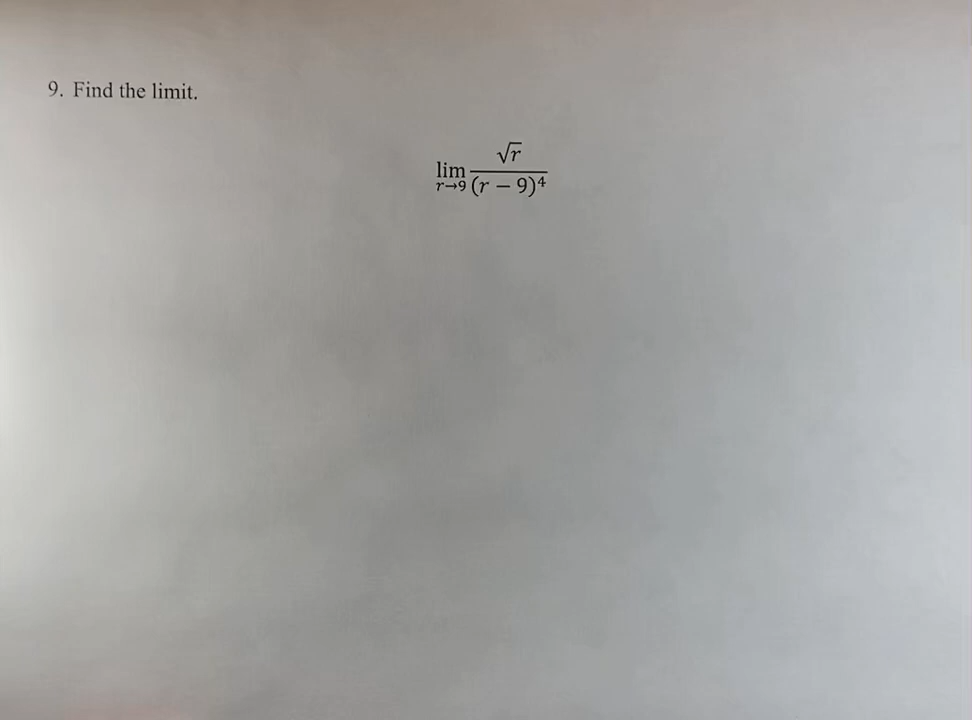 9. Find the limit.
lim r→9 √r / (r − 9)⁴